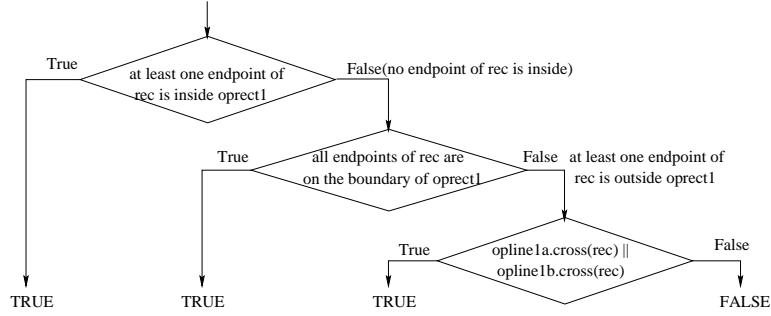 True
at least one endpoint of
rec is inside oprect1
False(no endpoint of rec is inside)
True
all endpoints of rec are
on the boundary of oprect1
False
at least one endpoint of
rec is outside oprect1
True
opline1a.cross(rec) ||
opline1b.cross(rec)
False
TRUE
TRUE
TRUE
FALSE